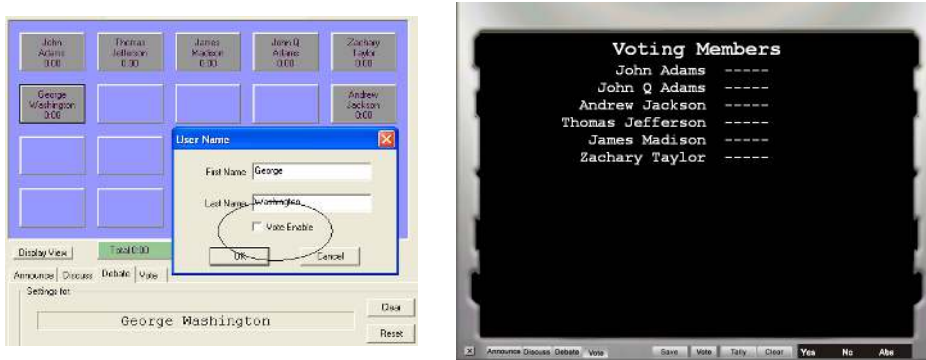 John
Adams
0:00
Thomas
Jefferson
0:00
James
Madison
0:00
John Q
Adams
0:00
Zachary
Taylor
0:00
George
Washington
0:00
Andrew
Jackson
0:00
User Name
First Name George
Last Name Washington
Vote Enable
OK
Cancel
Display View
Total 0:00
Announce Discuss Debate Vote
Settings for:
George Washington
Clear
Reset
Voting Members
John Adams -----
John Q Adams -----
Andrew Jackson -----
Thomas Jefferson -----
James Madison -----
Zachary Taylor -----
X Announce Discuss Debate Vote Save Vote Tally Clear Yes No Abs